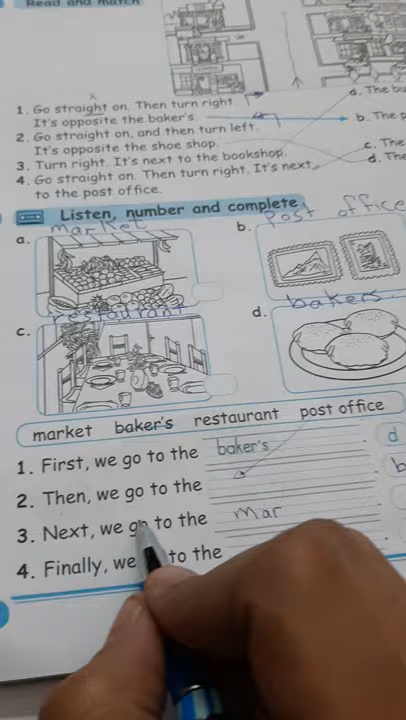 Read and match
1. Go straight on. Then turn right.
It's opposite the baker's.
2. Go straight on, and then turn left.
It's opposite the shoe shop.
3. Turn right. It's next to the bookshop.
4. Go straight on. Then turn right. It's next
to the post office.
a. The bu
b. The p
c. The
d. The
Listen, number and complete
a. market
b. Post office
c. restaurant
d. bakers
market baker's restaurant post office
1. First, we go to the baker's. d
2. Then, we go to the . b
3. Next, we go to the Mar .
4. Finally, we to the